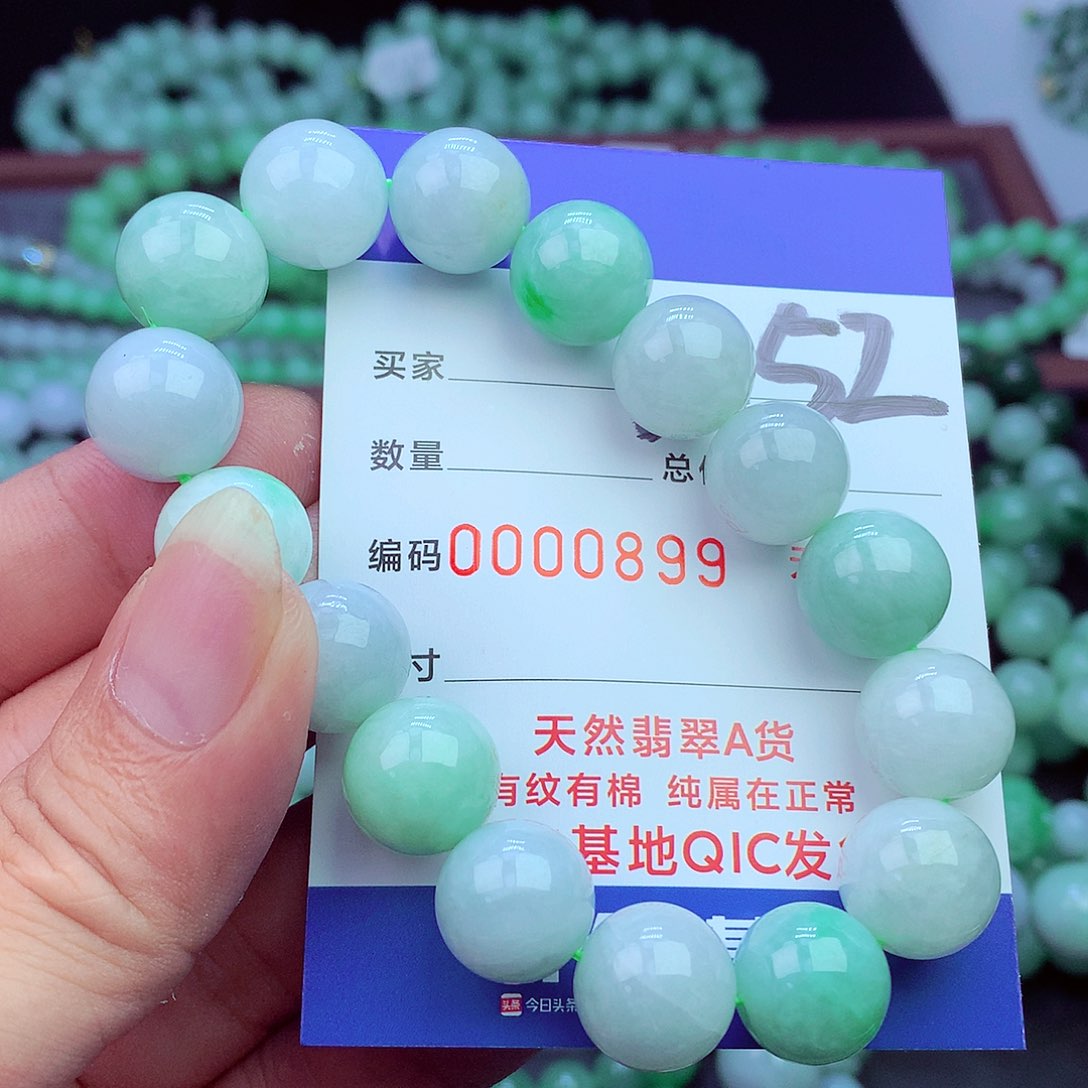 52
买家
数量 总
编码0000899
寸
天然翡翠A货
有纹有棉 纯属在正常
基地QIC发
头条 今日头条